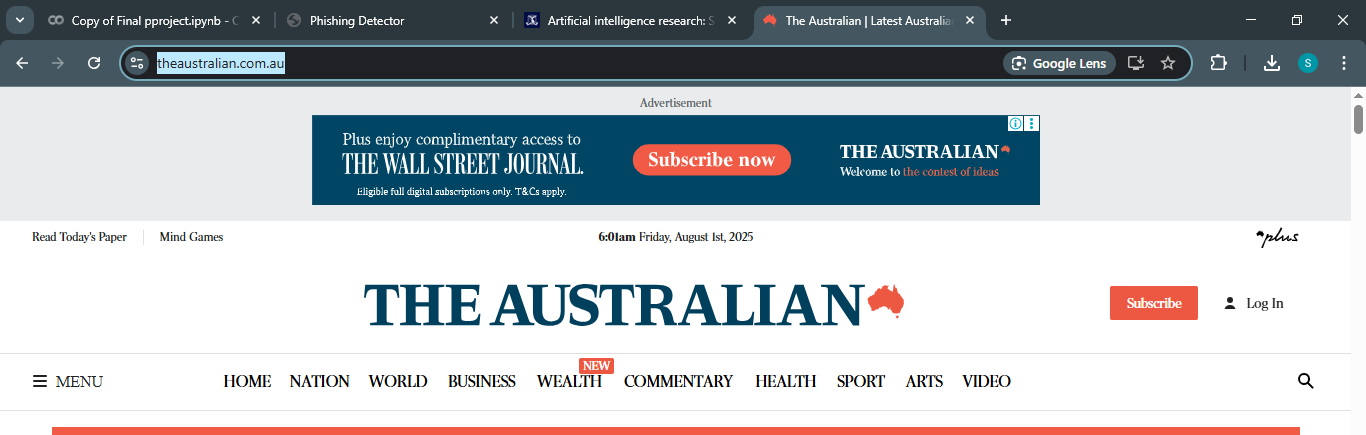 Copy of Final pproject.ipynb - C
Phishing Detector
Artificial intelligence research: S
The Australian | Latest Australia
theaustralian.com.au
Google Lens
S
Advertisement
Plus enjoy complimentary access to
THE WALL STREET JOURNAL.
Eligible full digital subscriptions only. T&Cs apply.
Subscribe now
THE AUSTRALIAN
Welcome to the contest of ideas
Read Today's Paper
Mind Games
6:01am Friday, August 1st, 2025
plus
THE AUSTRALIAN
Subscribe
Log In
NEW
MENU
HOME NATION WORLD BUSINESS WEALTH COMMENTARY HEALTH SPORT ARTS VIDEO